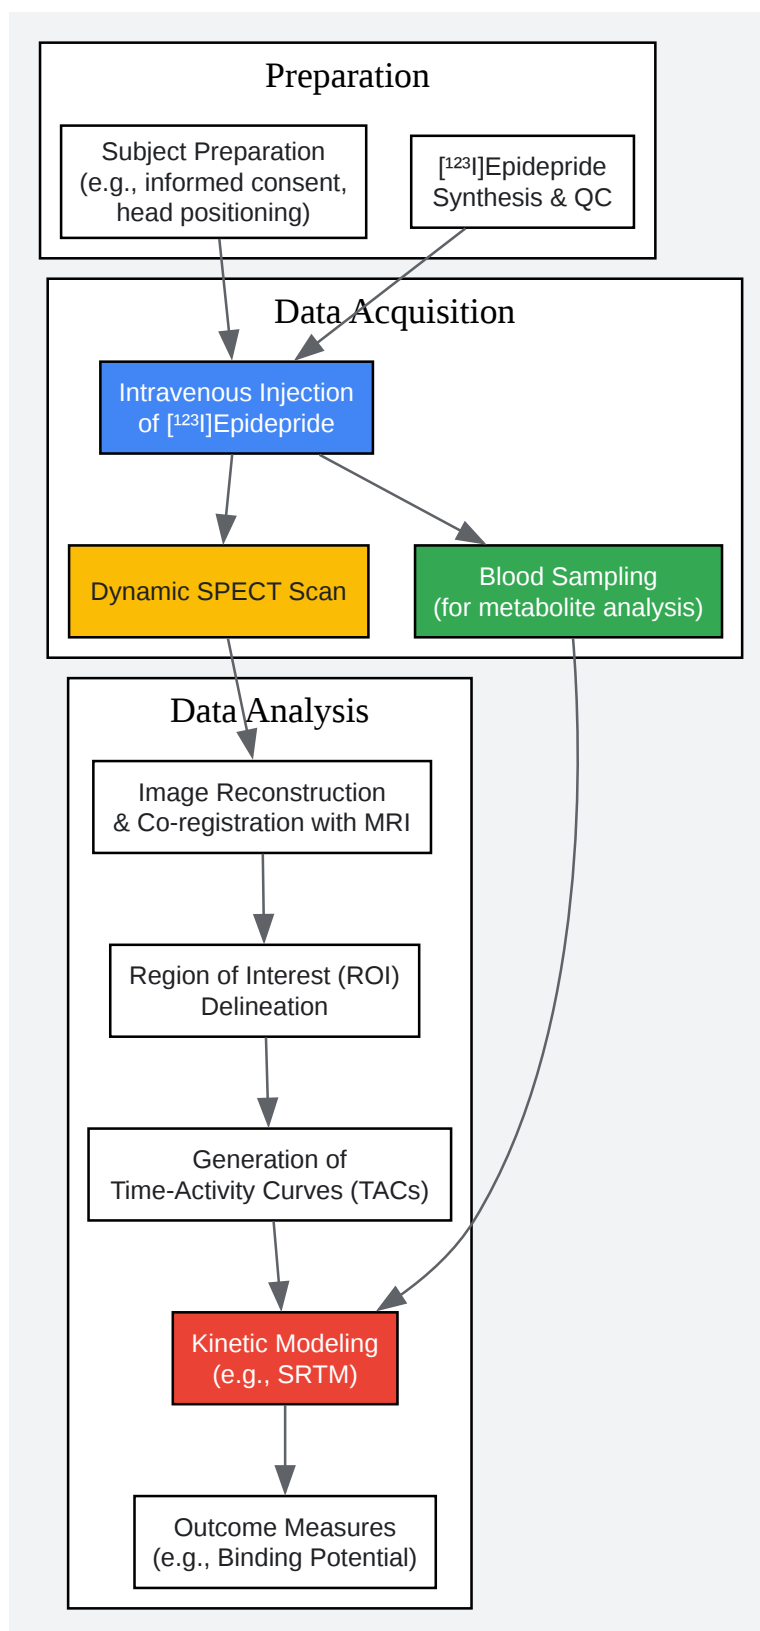 Preparation
Subject Preparation
(e.g., informed consent,
head positioning)
[¹²³I]Epidepride
Synthesis & QC
Data Acquisition
Intravenous Injection
of [¹²³I]Epidepride
Dynamic SPECT Scan
Blood Sampling
(for metabolite analysis)
Data Analysis
Image Reconstruction
& Co-registration with MRI
Region of Interest (ROI)
Delineation
Generation of
Time-Activity Curves (TACs)
Kinetic Modeling
(e.g., SRTM)
Outcome Measures
(e.g., Binding Potential)